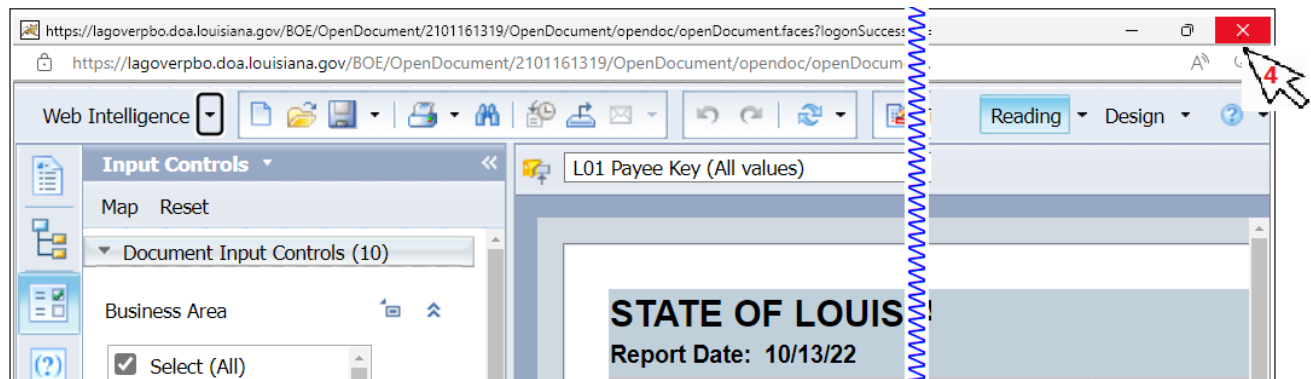 https://lagoverpbo.doa.louisiana.gov/BOE/OpenDocument/2101161319/OpenDocument/opendoc/openDocument.faces?logonSuccess
https://lagoverpbo.doa.louisiana.gov/BOE/OpenDocument/2101161319/OpenDocument/opendoc/openDocum
4
Web Intelligence
Reading Design
Input Controls
L01 Payee Key (All values)
Map Reset
Document Input Controls (10)
Business Area
STATE OF LOUIS
Report Date: 10/13/22
Select (All)